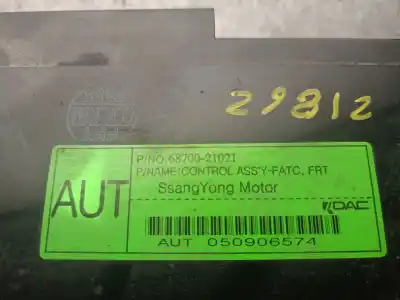 29812
P/NO.68700-21021
P/NAME:CONTROL ASS'Y-FATC, FRT
AUT
SsangYong Motor
DAC
AUT 050906574